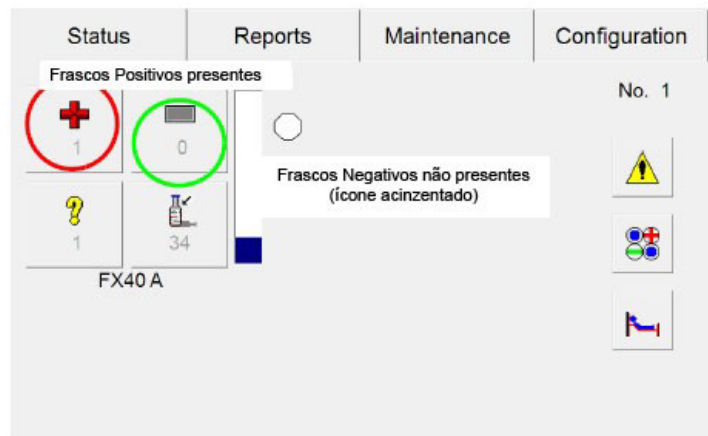 Status
Reports
Maintenance
Configuration
Frascos Positivos presentes
No. 1
1
0
Frascos Negativos não presentes
(ícone acinzentado)
1
34
FX40 A